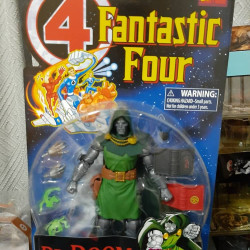 4
Fantastic
Four
WARNING:
CHOKING HAZARD - Small parts.
Not for children under 3 years.
DR. DOOM